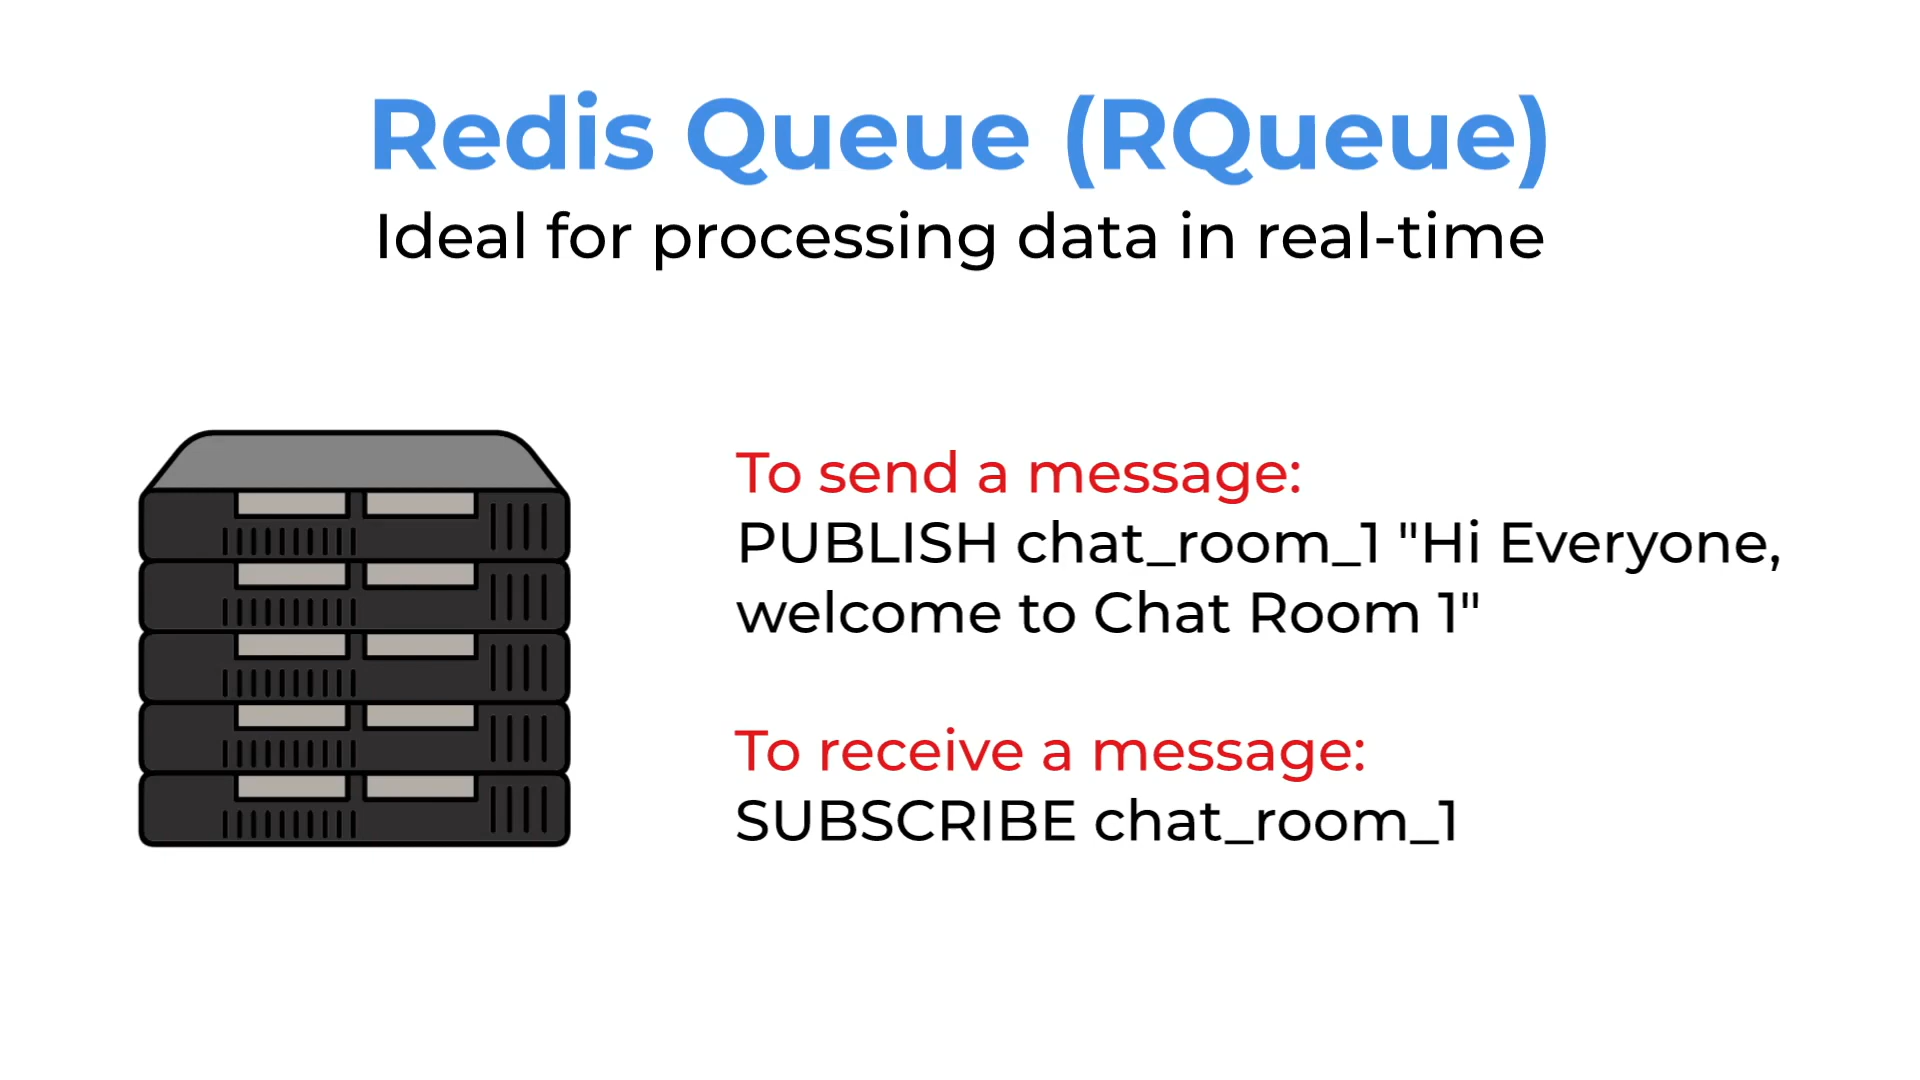 Redis Queue (RQueue)
Ideal for processing data in real-time
To send a message:
PUBLISH chat_room_1 "Hi Everyone,
welcome to Chat Room 1"
To receive a message:
SUBSCRIBE chat_room_1